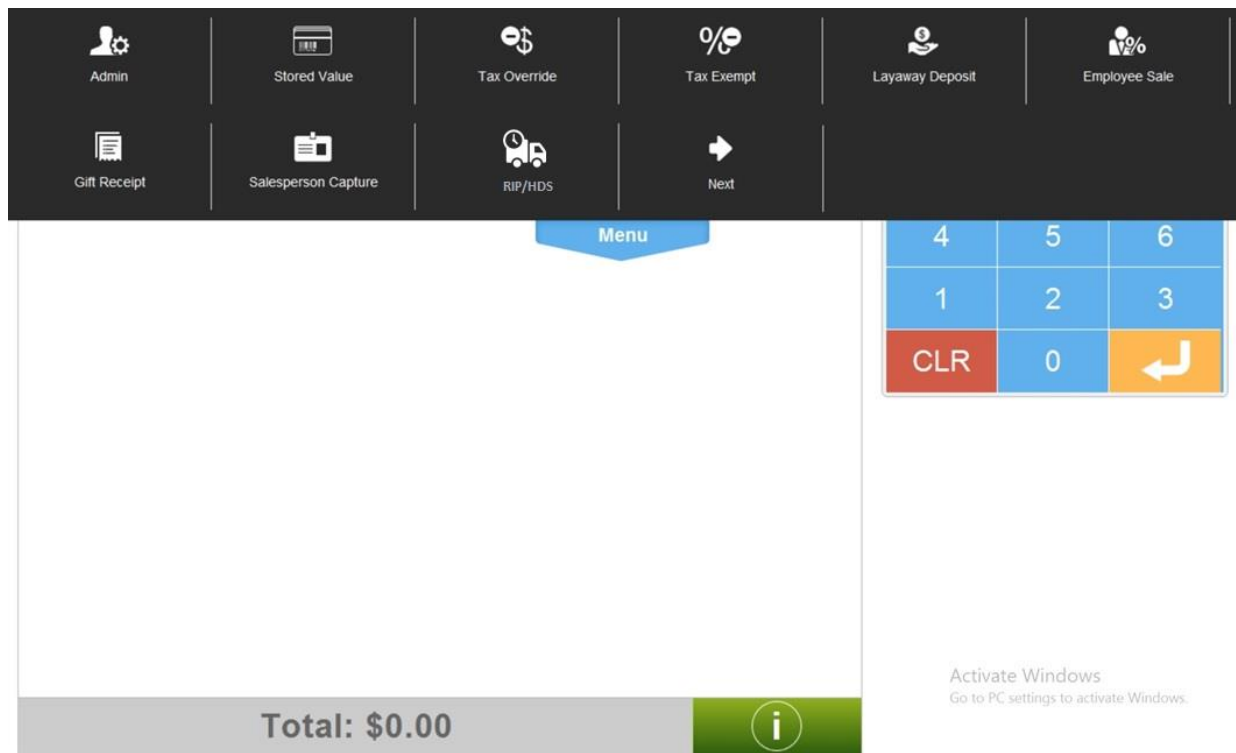 Admin
Stored Value
Tax Override
Tax Exempt
Layaway Deposit
Employee Sale
Gift Receipt
Salesperson Capture
RIP/HDS
Next
Menu
4 5 6
1 2 3
CLR 0
Activate Windows
Go to PC settings to activate Windows.
Total: $0.00
i